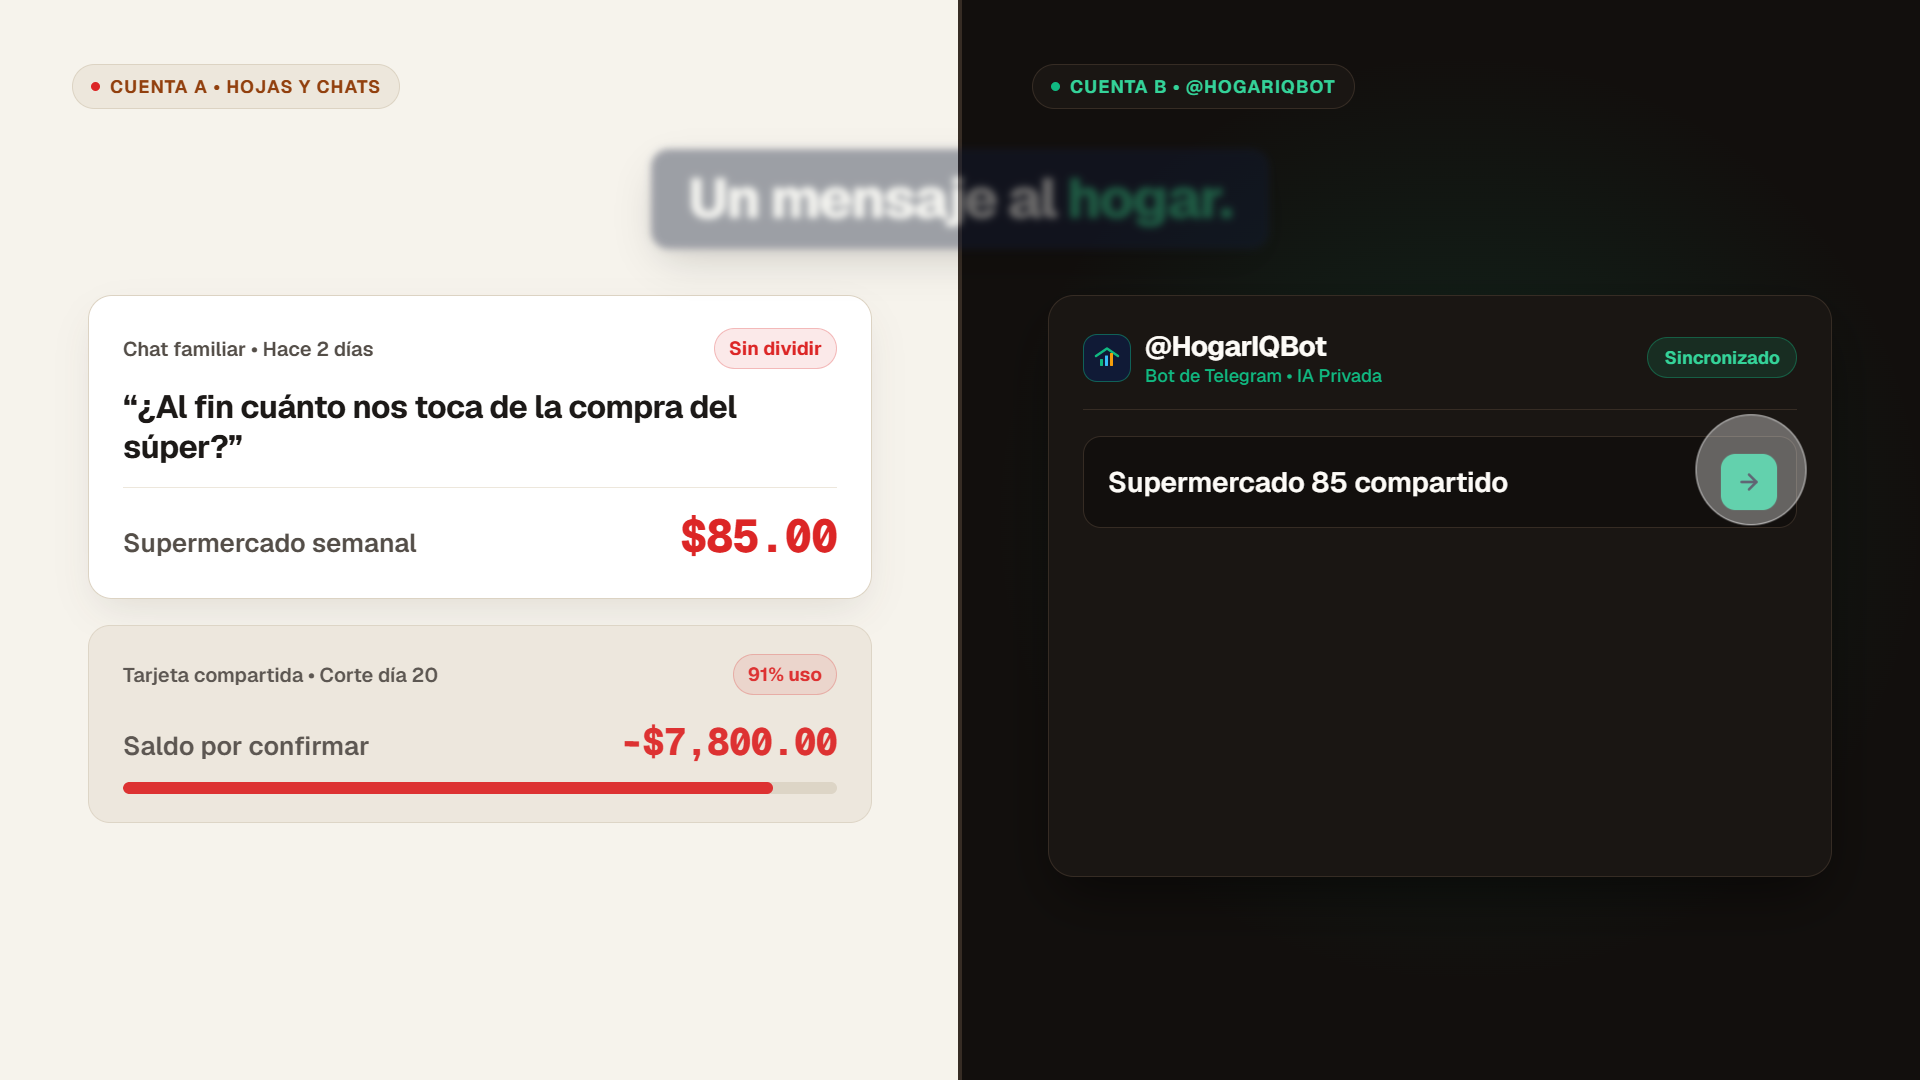 CUENTA A • HOJAS Y CHATS
CUENTA B • @HOGARIQBOT
Un mensaje al hogar.
Chat familiar • Hace 2 días
Sin dividir
“¿Al fin cuánto nos toca de la compra del
súper?”
Supermercado semanal
$85.00
Tarjeta compartida • Corte día 20
91% uso
Saldo por confirmar
-$7,800.00
@HogarIQBot
Bot de Telegram • IA Privada
Sincronizado
Supermercado 85 compartido